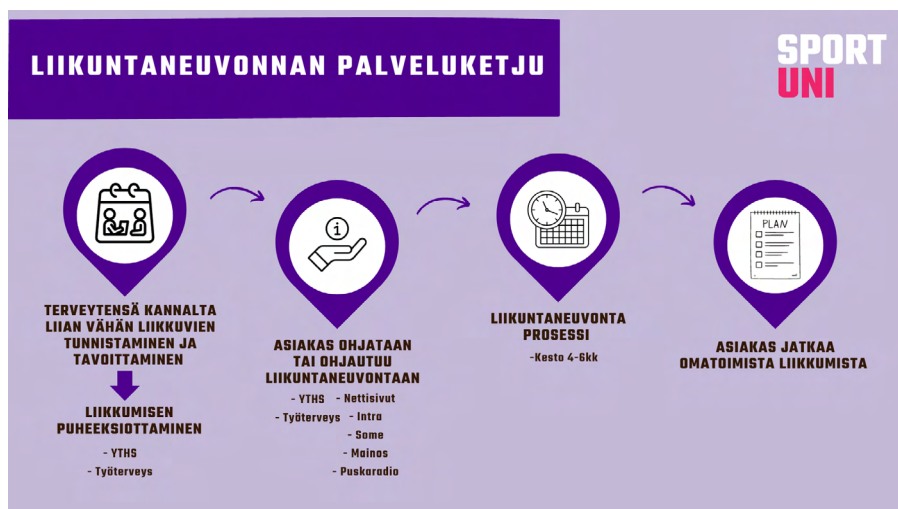 LIIKUNTANEUVONNAN PALVELUKETJU
SPORT
UNI
TERVEYTENSÄ KANNALTA
LIIAN VÄHÄN LIIKKUVIEN
TUNNISTAMINEN JA
TAVOITTAMINEN
LIIKKUMISEN
PUHEEKSIOTTAMINEN
- YTHS
- Työterveys
i
ASIAKAS OHJATAAN
TAI OHJAUTUU
LIIKUNTANEUVONTAAN
- YTHS - Nettisivut
- Työterveys - Intra
- Some
- Mainos
- Puskaradio
LIIKUNTANEUVONTA
PROSESSI
-Kesto 4-6kk
PLAN
ASIAKAS JATKAA
OMATOIMISTA LIIKKUMISTA